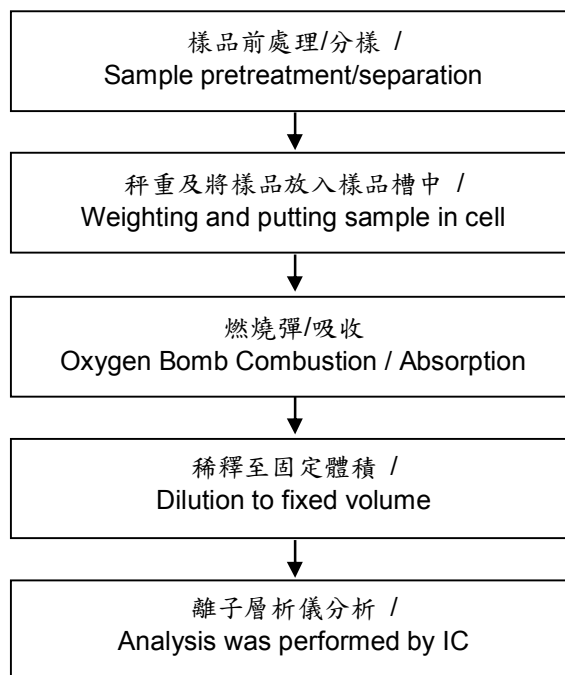 樣品前處理/分樣 /
Sample pretreatment/separation
秤重及將樣品放入樣品槽中 /
Weighting and putting sample in cell
燃燒彈/吸收
Oxygen Bomb Combustion / Absorption
稀釋至固定體積 /
Dilution to fixed volume
離子層析儀分析 /
Analysis was performed by IC